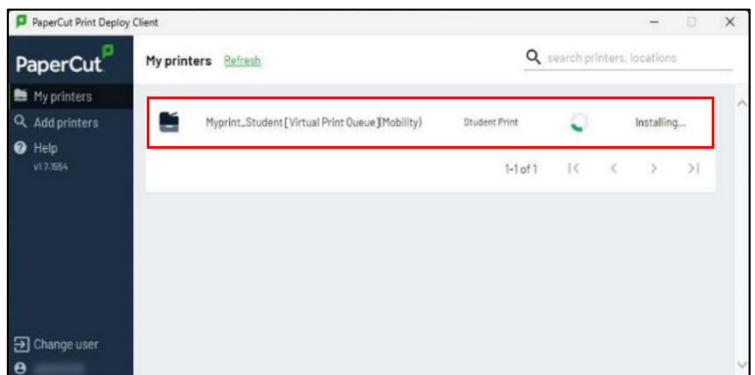 PaperCut Print Deploy Client
PaperCut
My printers Refresh
search printers, locations
My printers
Add printers
Help
v1.7.1554
Myprint_Student [Virtual Print Queue](Mobility) Student Print Installing...
1-1 of 1
Change user